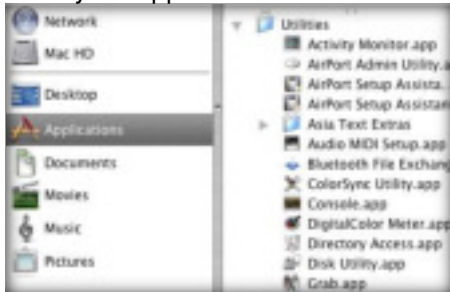 Network
Mac HD
Desktop
Applications
Documents
Movies
Music
Pictures
Utilities
Activity Monitor.app
AirPort Admin Utility.a
AirPort Setup Assista...
AirPort Setup Assistan
Asia Text Extras
Audio MIDI Setup.app
Bluetooth File Exchang
ColorSync Utility.app
Console.app
DigitalColor Meter.app
Directory Access.app
Disk Utility.app
Grab.app